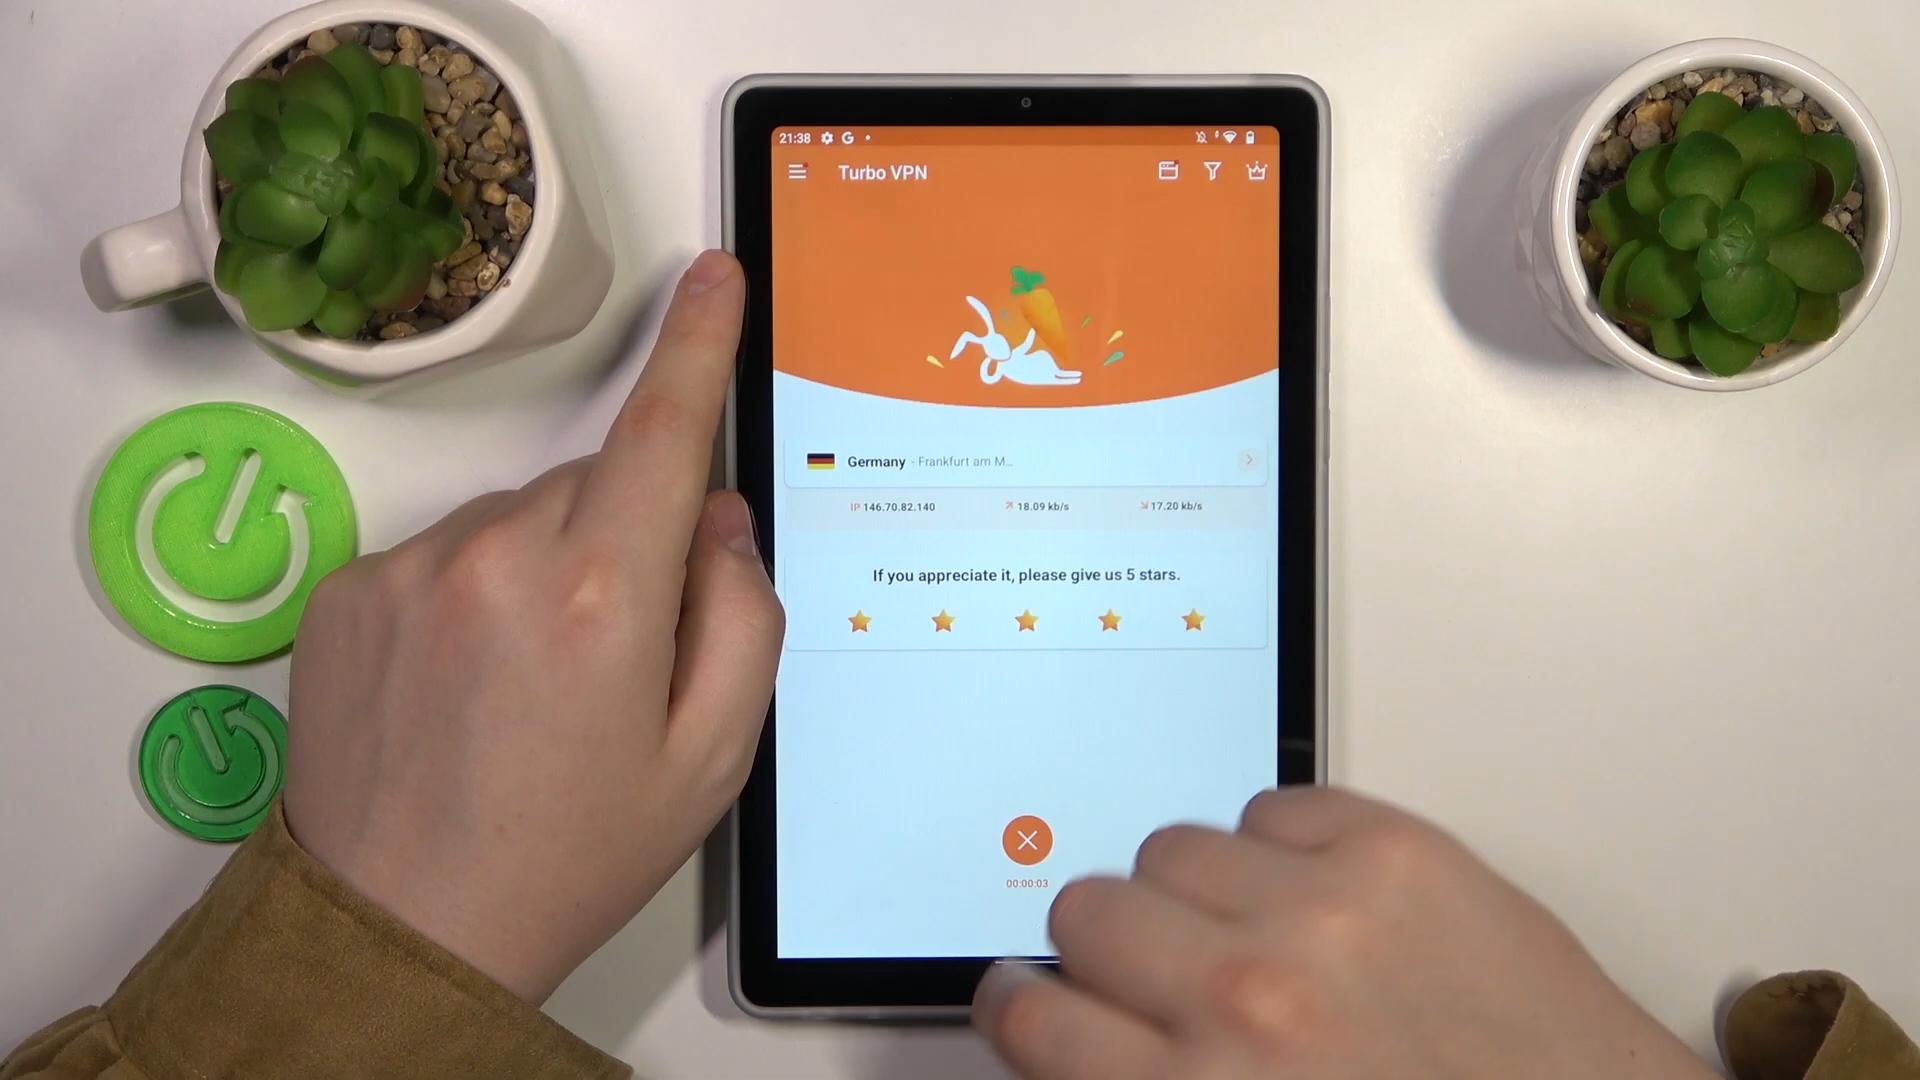 21:38
Turbo VPN
Germany - Frankfurt am M...
IP 146.70.82.140 18.09 kb/s 17.20 kb/s
If you appreciate it, please give us 5 stars.
00:00:03